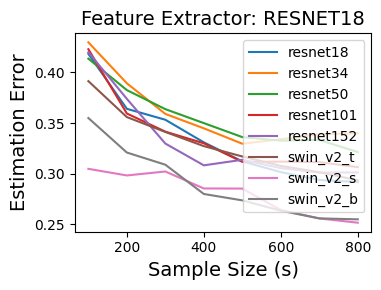 Feature Extractor: RESNET18
Estimation Error
0.40
0.35
0.30
0.25
resnet18
resnet34
resnet50
resnet101
resnet152
swin_v2_t
swin_v2_s
swin_v2_b
200
400
600
800
Sample Size (s)